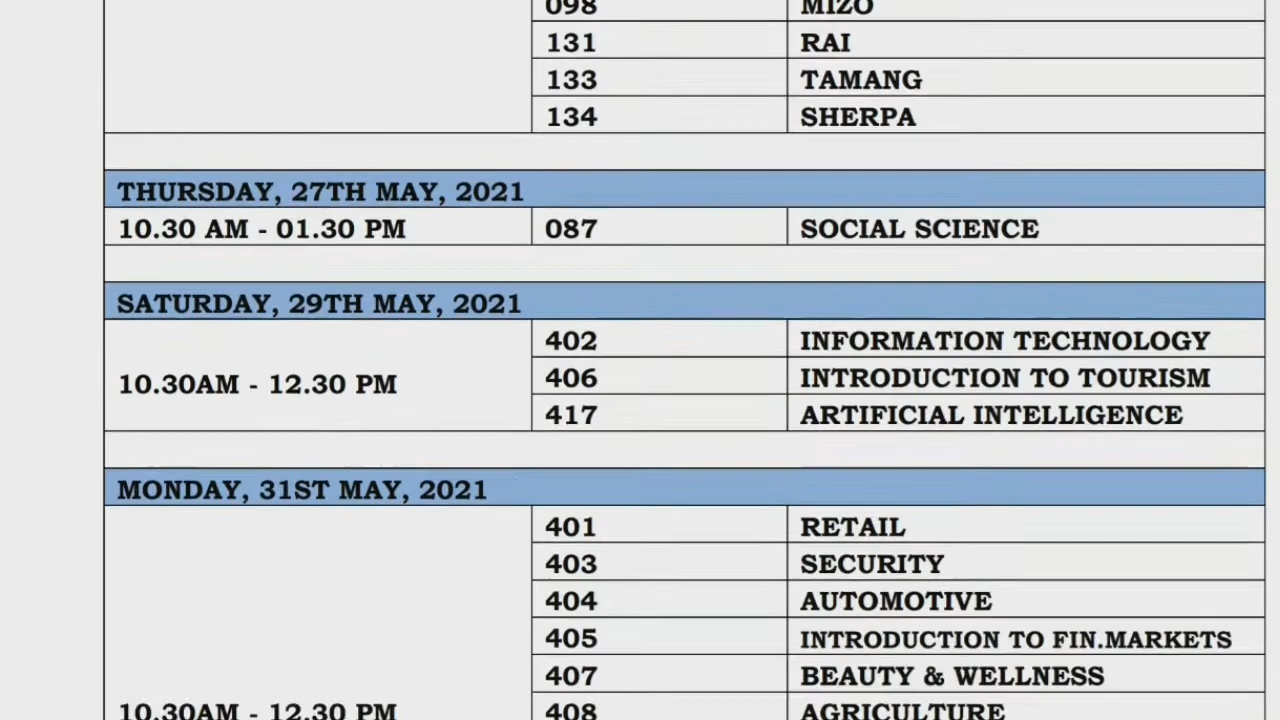 098 MIZO
131 RAI
133 TAMANG
134 SHERPA
THURSDAY, 27TH MAY, 2021
10.30 AM - 01.30 PM 087 SOCIAL SCIENCE
SATURDAY, 29TH MAY, 2021
402 INFORMATION TECHNOLOGY
10.30AM - 12.30 PM 406 INTRODUCTION TO TOURISM
417 ARTIFICIAL INTELLIGENCE
MONDAY, 31ST MAY, 2021
401 RETAIL
403 SECURITY
404 AUTOMOTIVE
405 INTRODUCTION TO FIN.MARKETS
407 BEAUTY & WELLNESS
10.30AM - 12.30 PM 408 AGRICULTURE